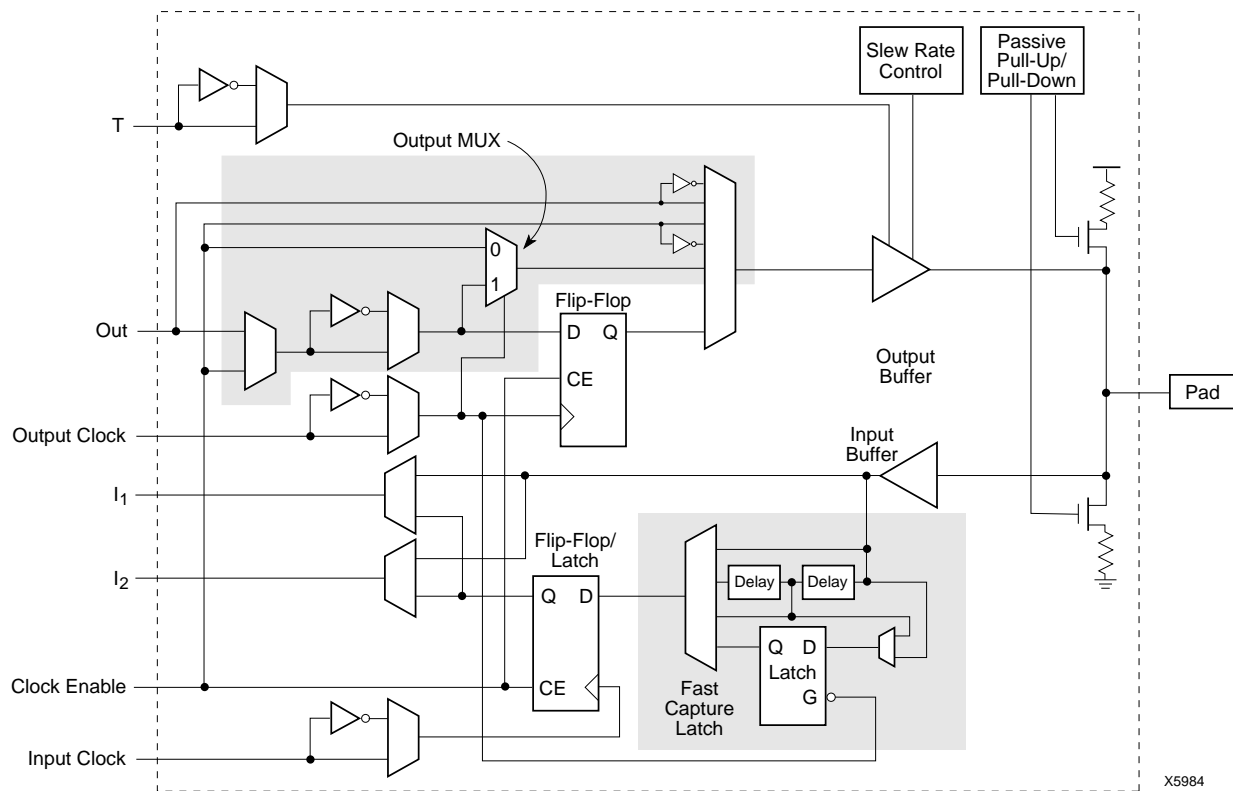 Slew Rate
Control
Passive
Pull-Up/
Pull-Down
T
Output MUX
0
1
Flip-Flop
D
Q
CE
Out
Output
Buffer
Pad
Output Clock
Input
Buffer
I1
Flip-Flop/
Latch
I2
Delay
Delay
Q
D
Q
D
Latch
G
Clock Enable
CE
Fast
Capture
Latch
Input Clock
X5984